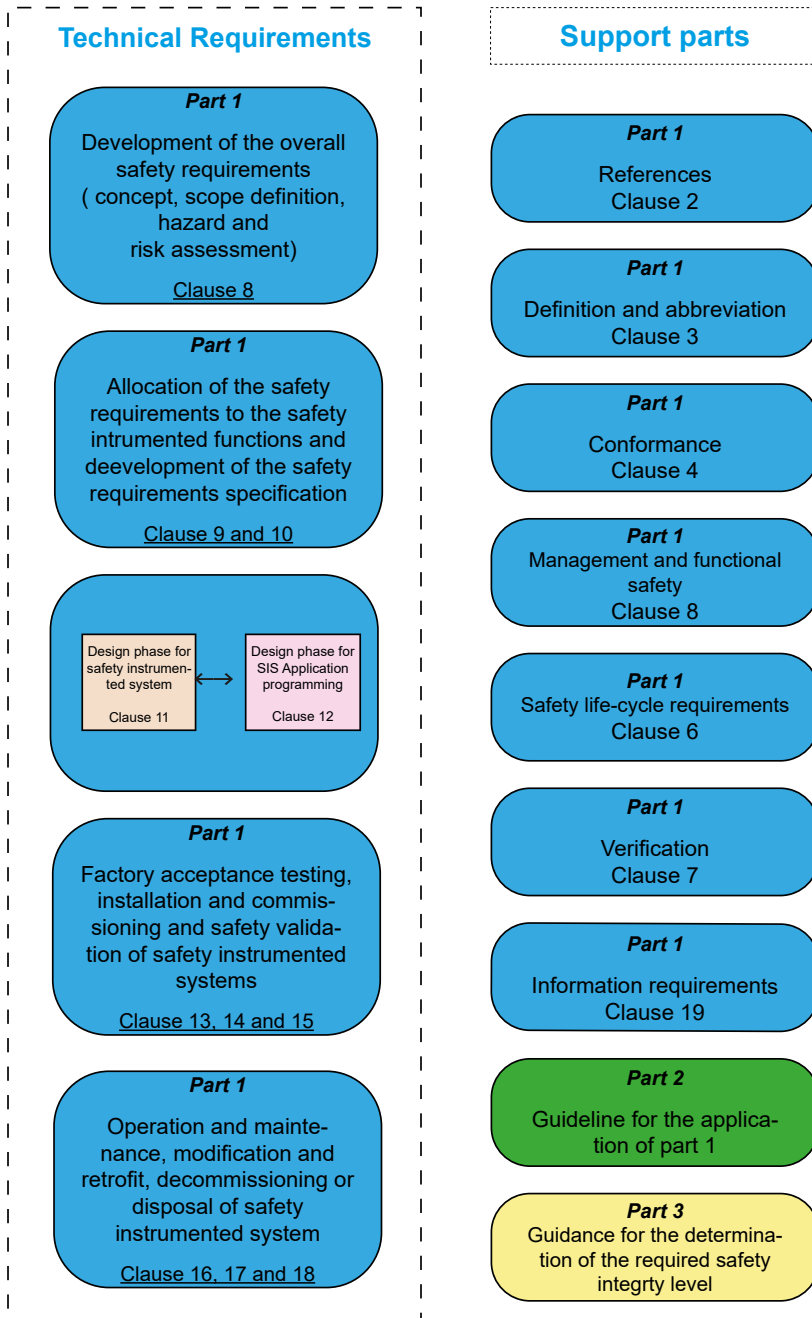 Technical Requirements
Part 1
Development of the overall
safety requirements
( concept, scope definition,
hazard and
risk assessment)
Clause 8
Part 1
Allocation of the safety
requirements to the safety
intrumented functions and
deevelopment of the safety
requirements specification
Clause 9 and 10
Design phase for
safety instrumen-
ted system
Clause 11
Design phase for
SIS Application
programming
Clause 12
Part 1
Factory acceptance testing,
installation and commis-
sioning and safety valida-
tion of safety instrumented
systems
Clause 13, 14 and 15
Part 1
Operation and mainte-
nance, modification and
retrofit, decommissioning or
disposal of safety
instrumented system
Clause 16, 17 and 18
Support parts
Part 1
References
Clause 2
Part 1
Definition and abbreviation
Clause 3
Part 1
Conformance
Clause 4
Part 1
Management and functional
safety
Clause 8
Part 1
Safety life-cycle requirements
Clause 6
Part 1
Verification
Clause 7
Part 1
Information requirements
Clause 19
Part 2
Guideline for the applica-
tion of part 1
Part 3
Guidance for the determina-
tion of the required safety
integrty level